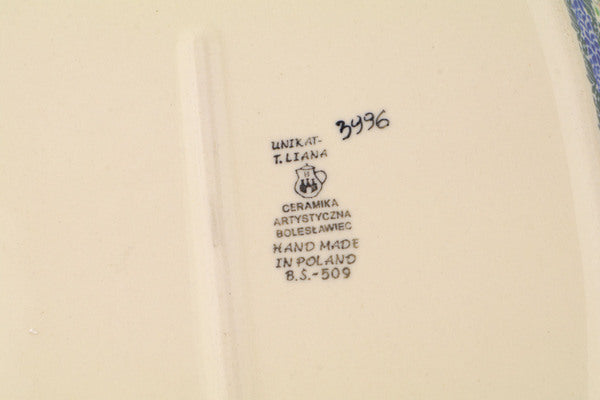 UNIKAT-
T. LIANA
3996
CERAMIKA
ARTYSTYCZNA
BOLESŁAWIEC
HAND MADE
IN POLAND
B.Ś.-509